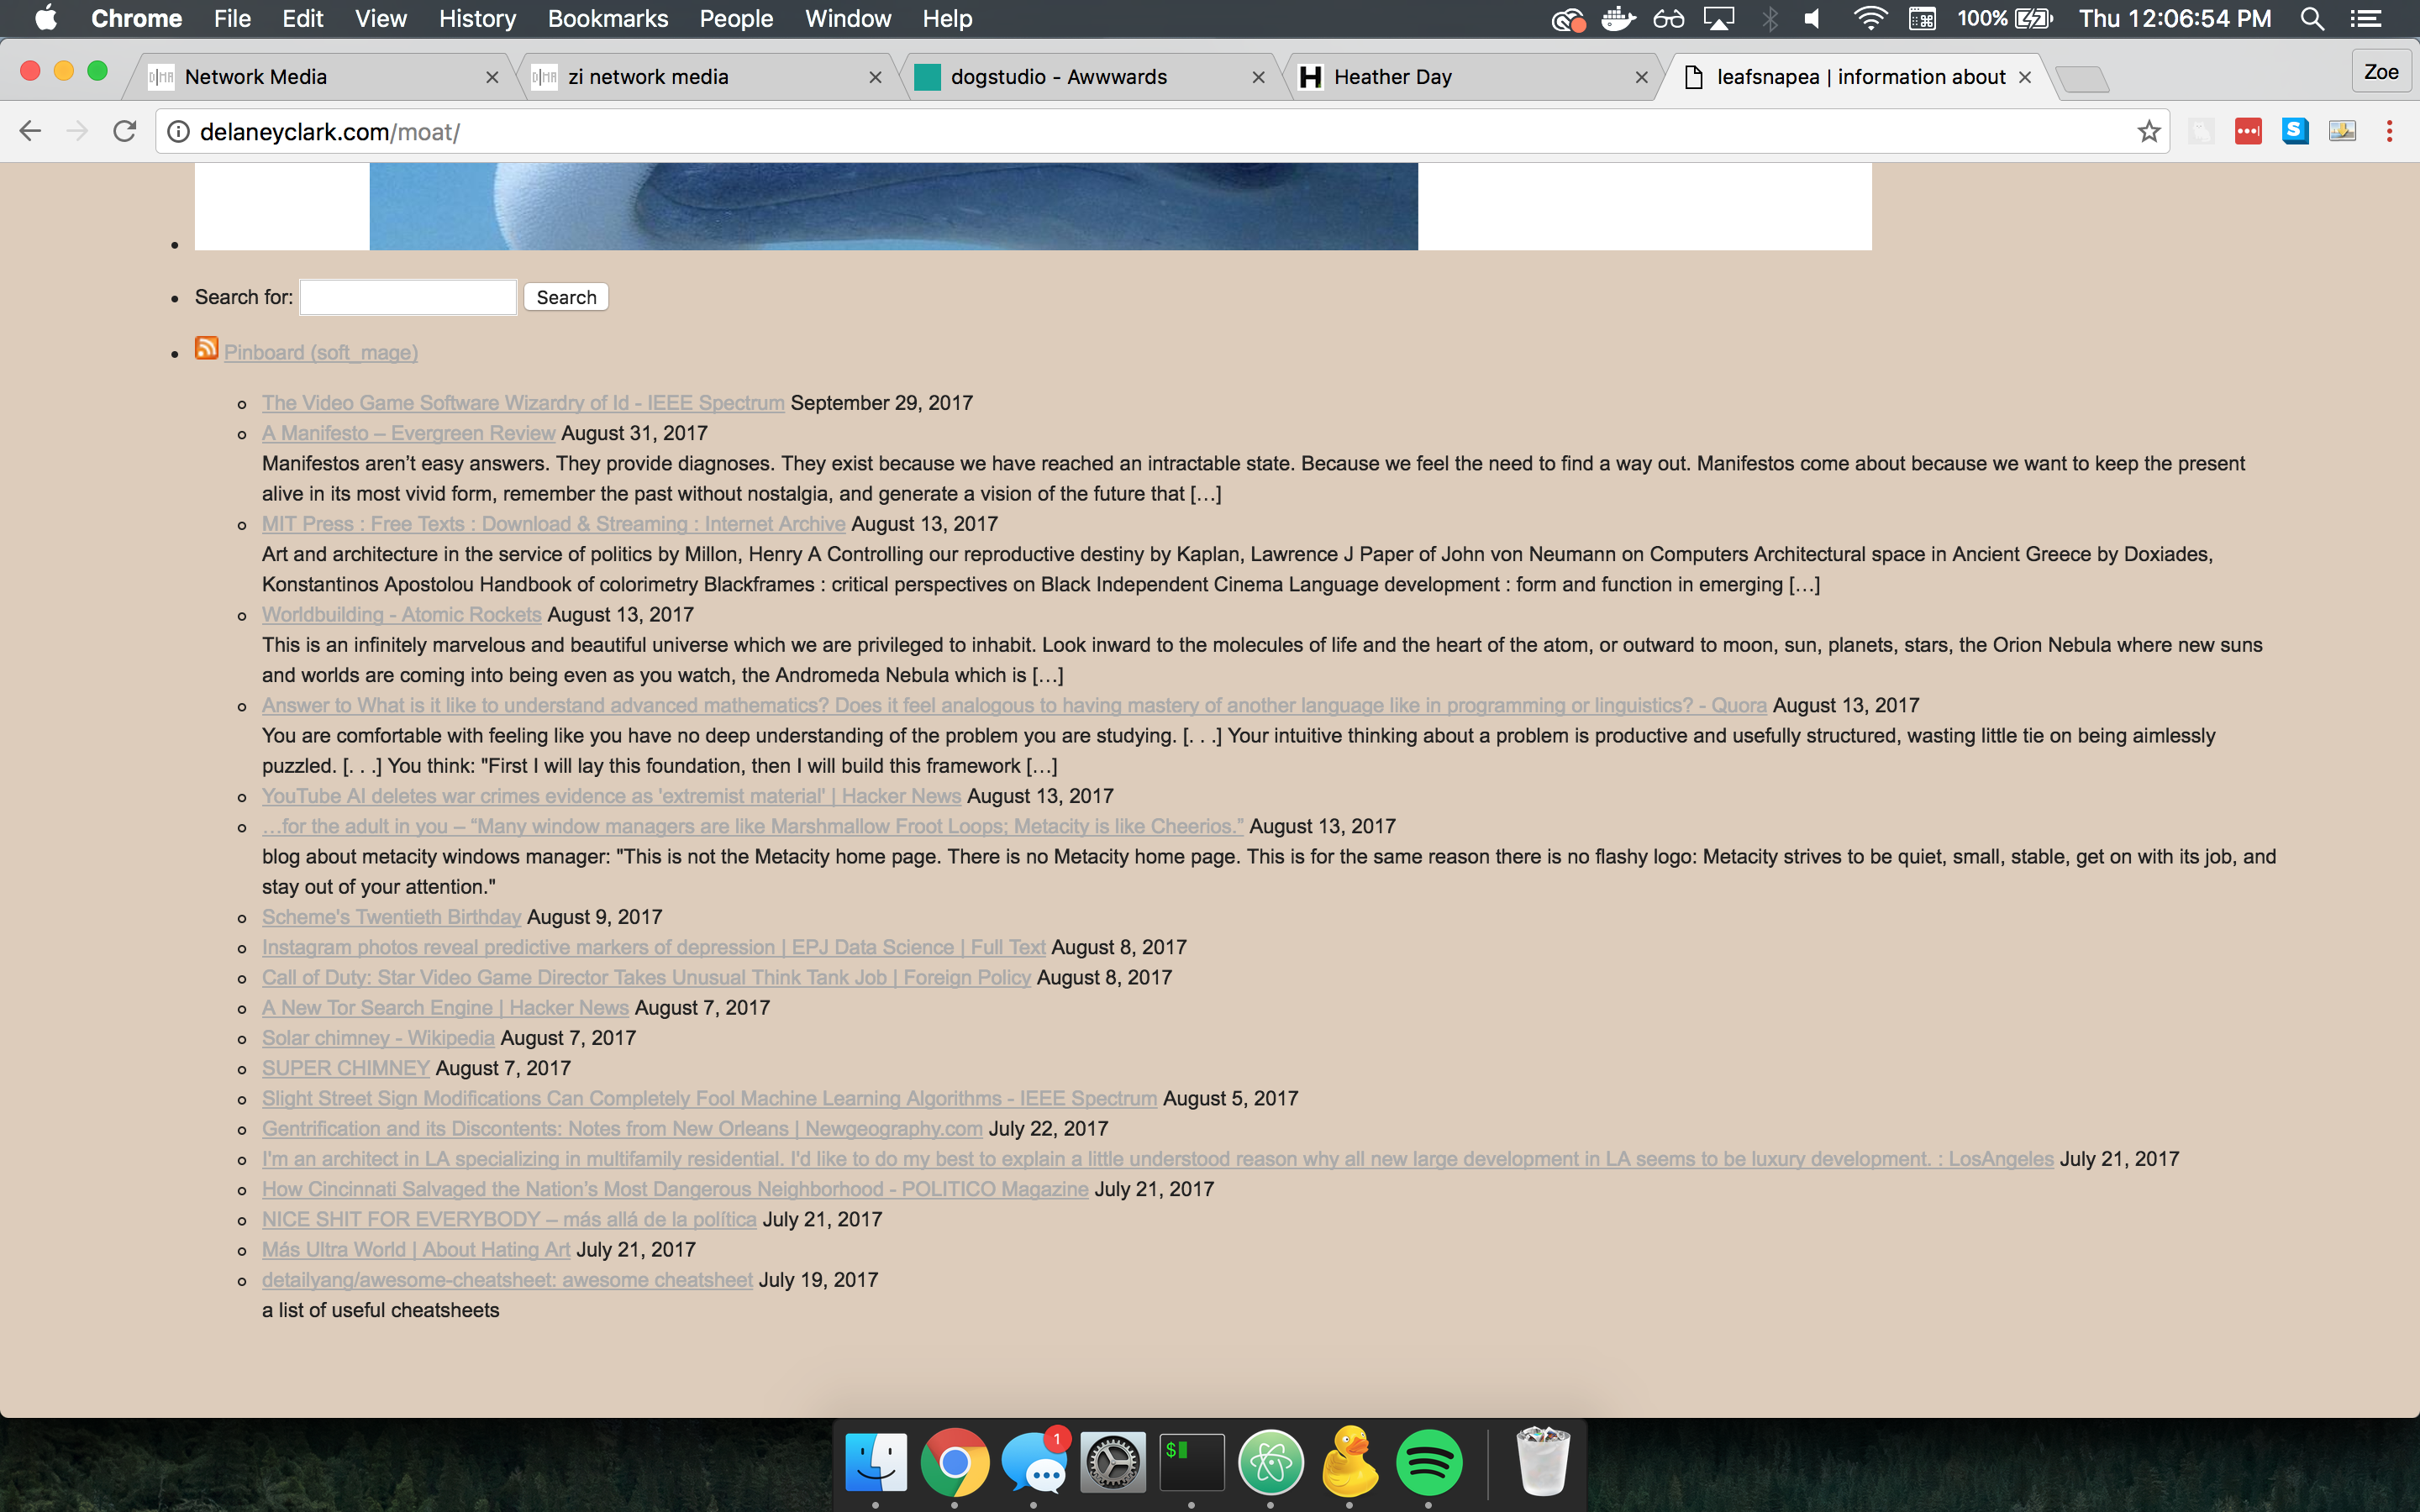 Chrome File Edit View History Bookmarks People Window Help 100% Thu 12:06:54 PM
Network Media zi network media dogstudio - Awwwards Heather Day leafsnapea | information about Zoe
delaneyclark.com/moat/
Search for: Search
Pinboard (soft_mage)
The Video Game Software Wizardry of Id - IEEE Spectrum September 29, 2017
A Manifesto – Evergreen Review August 31, 2017
Manifestos aren’t easy answers. They provide diagnoses. They exist because we have reached an intractable state. Because we feel the need to find a way out. Manifestos come about because we want to keep the present
alive in its most vivid form, remember the past without nostalgia, and generate a vision of the future that […]
MIT Press : Free Texts : Download & Streaming : Internet Archive August 13, 2017
Art and architecture in the service of politics by Millon, Henry A Controlling our reproductive destiny by Kaplan, Lawrence J Paper of John von Neumann on Computers Architectural space in Ancient Greece by Doxiades,
Konstantinos Apostolou Handbook of colorimetry Blackframes : critical perspectives on Black Independent Cinema Language development : form and function in emerging […]
Worldbuilding - Atomic Rockets August 13, 2017
This is an infinitely marvelous and beautiful universe which we are privileged to inhabit. Look inward to the molecules of life and the heart of the atom, or outward to moon, sun, planets, stars, the Orion Nebula where new suns
and worlds are coming into being even as you watch, the Andromeda Nebula which is […]
Answer to What is it like to understand advanced mathematics? Does it feel analogous to having mastery of another language like in programming or linguistics? - Quora August 13, 2017
You are comfortable with feeling like you have no deep understanding of the problem you are studying. [. . .] Your intuitive thinking about a problem is productive and usefully structured, wasting little tie on being aimlessly
puzzled. [. . .] You think: "First I will lay this foundation, then I will build this framework […]
YouTube AI deletes war crimes evidence as 'extremist material' | Hacker News August 13, 2017
…for the adult in you – “Many window managers are like Marshmallow Froot Loops; Metacity is like Cheerios.” August 13, 2017
blog about metacity windows manager: "This is not the Metacity home page. There is no Metacity home page. This is for the same reason there is no flashy logo: Metacity strives to be quiet, small, stable, get on with its job, and
stay out of your attention."
Scheme's Twentieth Birthday August 9, 2017
Instagram photos reveal predictive markers of depression | EPJ Data Science | Full Text August 8, 2017
Call of Duty: Star Video Game Director Takes Unusual Think Tank Job | Foreign Policy August 8, 2017
A New Tor Search Engine | Hacker News August 7, 2017
Solar chimney - Wikipedia August 7, 2017
SUPER CHIMNEY August 7, 2017
Slight Street Sign Modifications Can Completely Fool Machine Learning Algorithms - IEEE Spectrum August 5, 2017
Gentrification and its Discontents: Notes from New Orleans | Newgeography.com July 22, 2017
I'm an architect in LA specializing in multifamily residential. I'd like to do my best to explain a little understood reason why all new large development in LA seems to be luxury development. : LosAngeles July 21, 2017
How Cincinnati Salvaged the Nation’s Most Dangerous Neighborhood - POLITICO Magazine July 21, 2017
NICE SHIT FOR EVERYBODY – más allá de la política July 21, 2017
Más Ultra World | About Hating Art July 21, 2017
detailyang/awesome-cheatsheet: awesome cheatsheet July 19, 2017
a list of useful cheatsheets
1
$